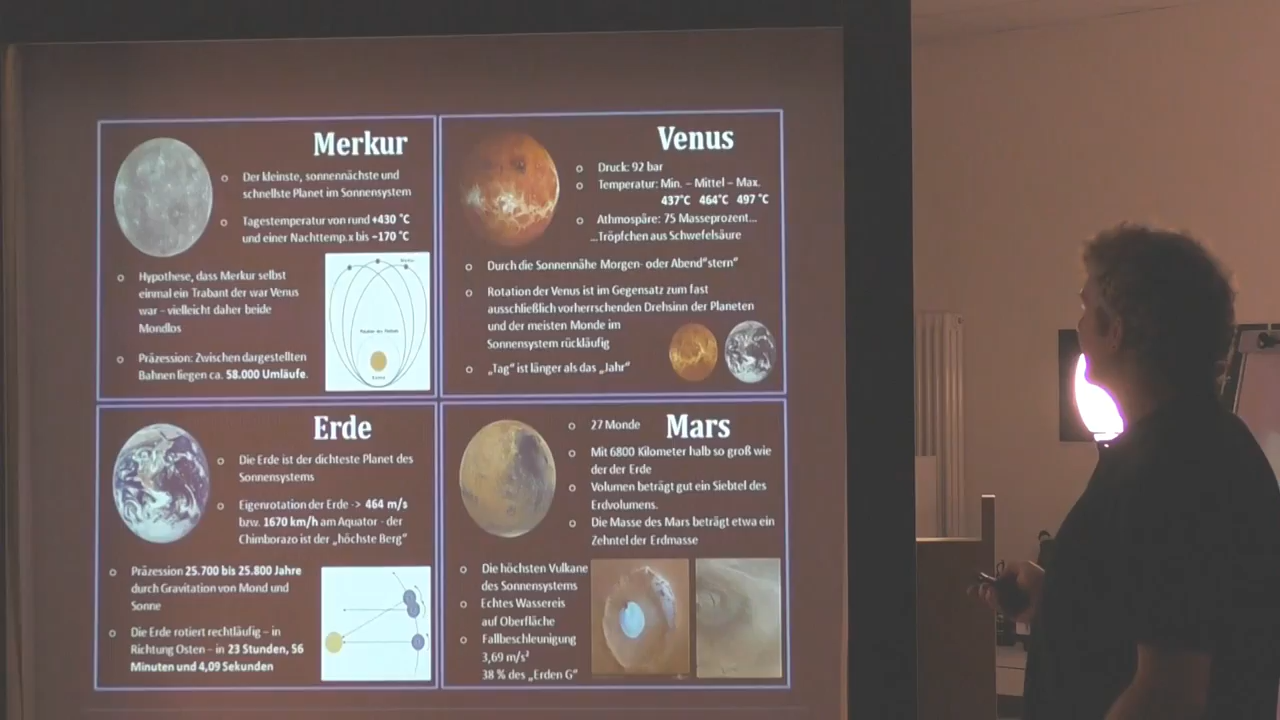 Merkur
Der kleinste, sonnennächste und
schnellste Planet im Sonnensystem
Tagestemperatur von rund +430 °C
und einer Nachttemp.x bis −170 °C
Hypothese, dass Merkur selbst
einmal ein Trabant der war Venus
war – vielleicht daher beide
Mondlos
Präzession: Zwischen dargestellten
Bahnen liegen ca. 58.000 Umläufe.
Venus
Druck: 92 bar
Temperatur: Min. – Mittel – Max.
437°C 464°C 497 °C
Athmospäre: 75 Masseprozent...
...Tröpfchen aus Schwefelsäure
Durch die Sonnennähe Morgen- oder Abend"stern"
Rotation der Venus ist im Gegensatz zum fast
ausschließlich vorherrschenden Drehsinn der Planeten
und der meisten Monde im
Sonnensystem rückläufig
„Tag" ist länger als das „Jahr"
Erde
Die Erde ist der dichteste Planet des
Sonnensystems
Eigenrotation der Erde -> 464 m/s
bzw. 1670 km/h am Äquator - der
Chimborazo ist der „höchste Berg"
Präzession 25.700 bis 25.800 Jahre
durch Gravitation von Mond und
Sonne
Die Erde rotiert rechtläufig – in
Richtung Osten – in 23 Stunden, 56
Minuten und 4,09 Sekunden
Mars
27 Monde
Mit 6800 Kilometer halb so groß wie
der der Erde
Volumen beträgt gut ein Siebtel des
Erdvolumens.
Die Masse des Mars beträgt etwa ein
Zehntel der Erdmasse
Die höchsten Vulkane
des Sonnensystems
Echtes Wassereis
auf Oberfläche
Fallbeschleunigung
3,69 m/s²
38 % des „Erden G"